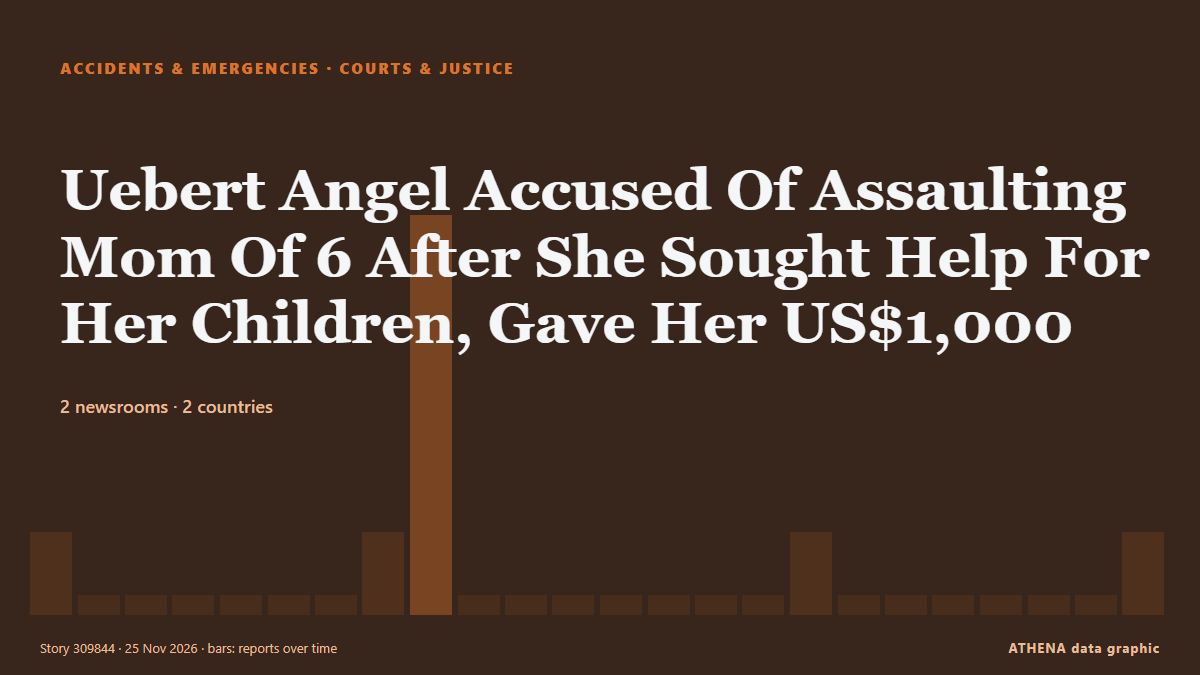 ACCIDENTS & EMERGENCIES · COURTS & JUSTICE
Uebert Angel Accused Of Assaulting
Mom Of 6 After She Sought Help For
Her Children, Gave Her US$1,000
2 newsrooms · 2 countries
Story 309844 · 25 Nov 2026 · bars: reports over time
ATHENA data graphic